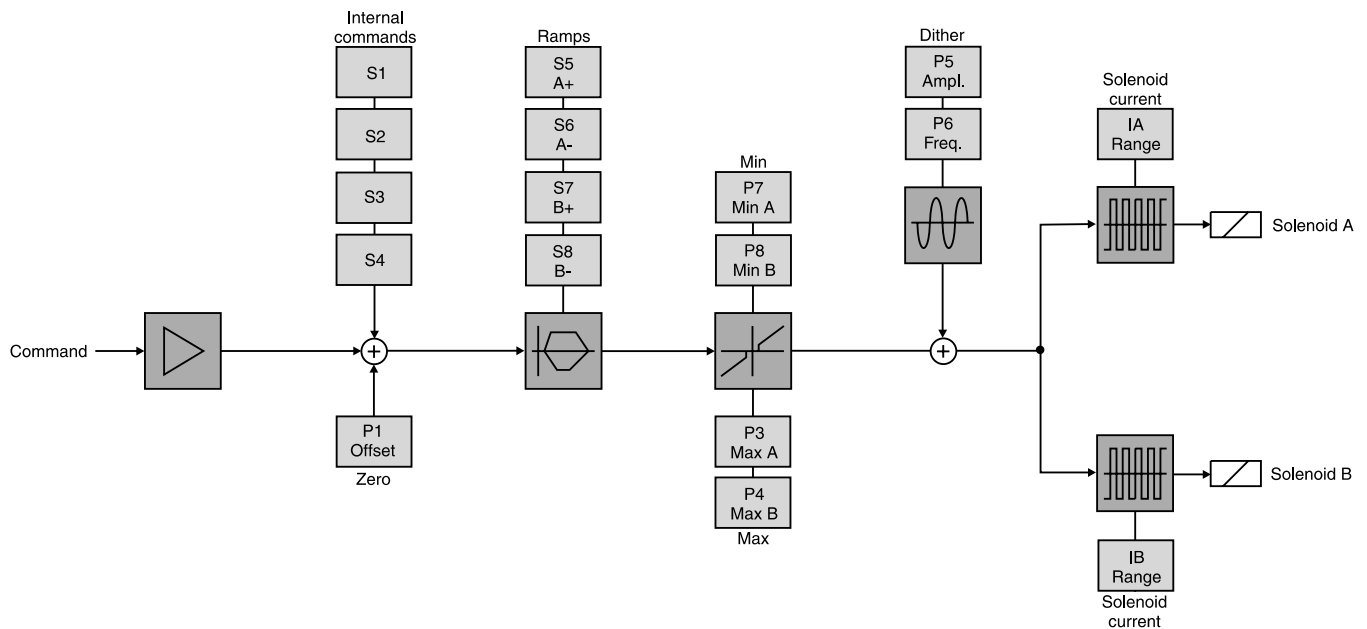 Internal
commands
S1
S2
S3
S4
Ramps
S5
A+
S6
A-
S7
B+
S8
B-
Min
P7
Min A
P8
Min B
Dither
P5
Ampl.
P6
Freq.
Solenoid
current
IA
Range
Solenoid A
Command
+
+
P1
Offset
Zero
P3
Max A
P4
Max B
Max
Solenoid B
IB
Range
Solenoid
current